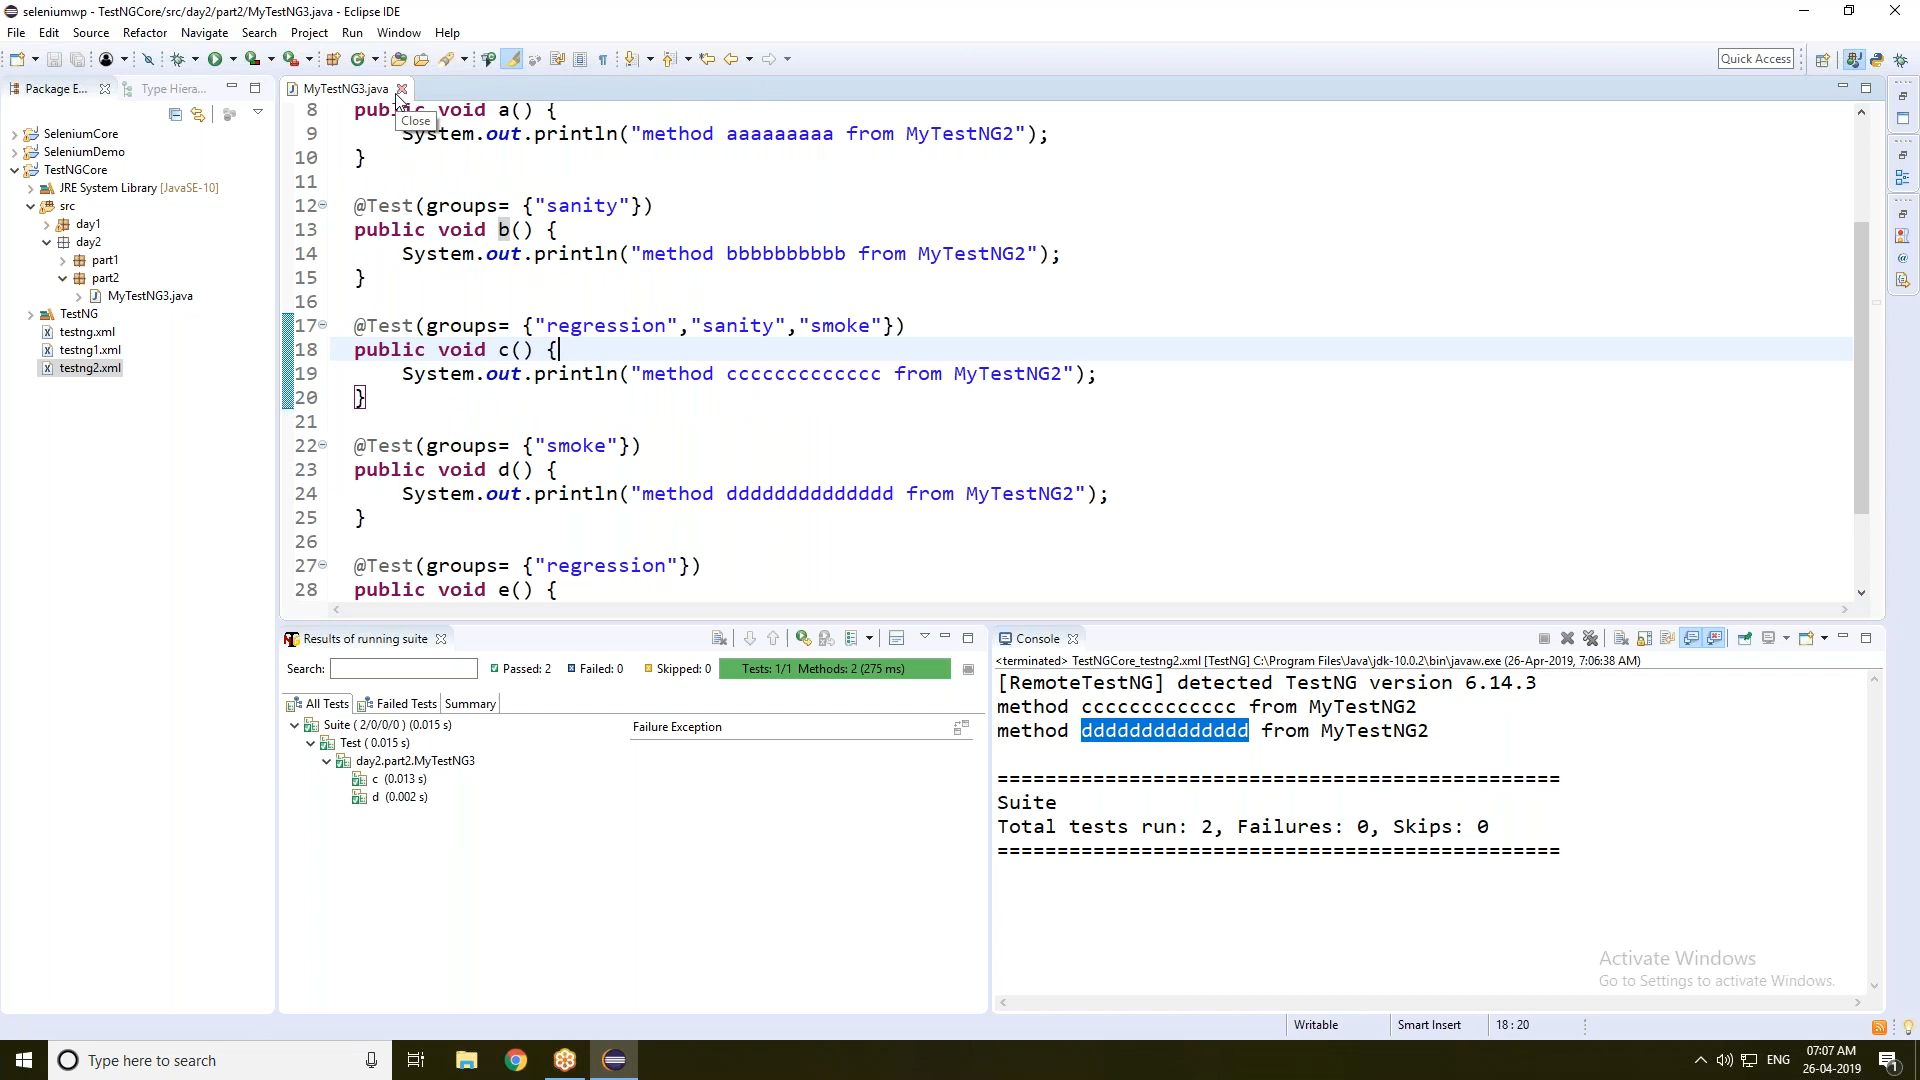 seleniumwp - TestNGCore/src/day2/part2/MyTestNG3.java - Eclipse IDE
File Edit Source Refactor Navigate Search Project Run Window Help
Quick Access
Package E... Type Hiera...
MyTestNG3.java
Close
SeleniumCore
SeleniumDemo
TestNGCore
JRE System Library [JavaSE-10]
src
day1
day2
part1
part2
MyTestNG3.java
TestNG
testng.xml
testng1.xml
testng2.xml
8 public void a() {
9 System.out.println("method aaaaaaaaa from MyTestNG2");
10 }
11
12 @Test(groups= {"sanity"})
13 public void b() {
14 System.out.println("method bbbbbbbbbb from MyTestNG2");
15 }
16
17 @Test(groups= {"regression","sanity","smoke"})
18 public void c() {
19 System.out.println("method ccccccccccccc from MyTestNG2");
20 }
21
22 @Test(groups= {"smoke"})
23 public void d() {
24 System.out.println("method dddddddddddddd from MyTestNG2");
25 }
26
27 @Test(groups= {"regression"})
28 public void e() {
Results of running suite
Search: Passed: 2 Failed: 0 Skipped: 0 Tests: 1/1 Methods: 2 (275 ms)
All Tests Failed Tests Summary
Suite ( 2/0/0/0 ) (0.015 s)
Test ( 0.015 s)
day2.part2.MyTestNG3
c (0.013 s)
d (0.002 s)
Failure Exception
Console
<terminated> TestNGCore_testng2.xml [TestNG] C:\Program Files\Java\jdk-10.0.2\bin\javaw.exe (26-Apr-2019, 7:06:38 AM)
[RemoteTestNG] detected TestNG version 6.14.3
method ccccccccccccc from MyTestNG2
method dddddddddddddd from MyTestNG2
===============================================
Suite
Total tests run: 2, Failures: 0, Skips: 0
===============================================
Activate Windows
Go to Settings to activate Windows.
Writable Smart Insert 18 : 20
Type here to search
ENG
07:07 AM
26-04-2019
1